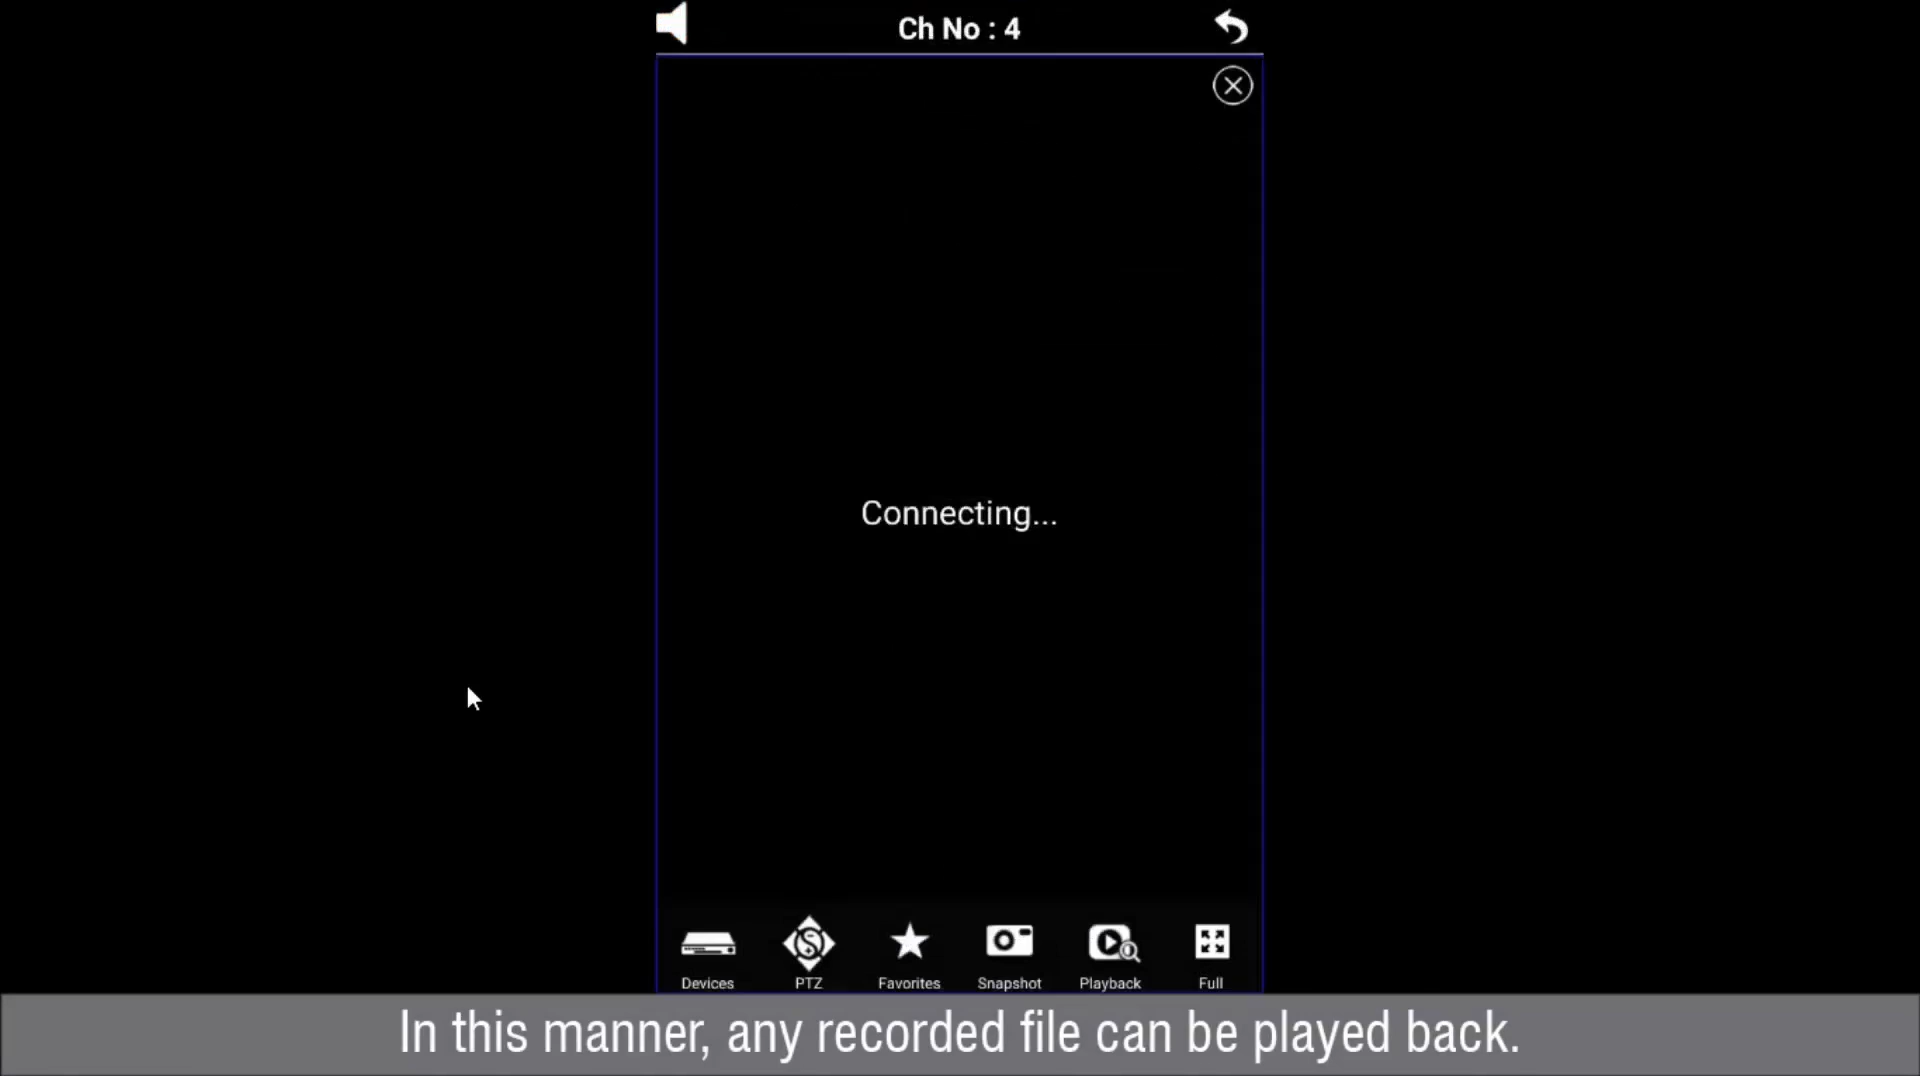 Ch No : 4
Connecting...
Devices PTZ Favorites Snapshot Playback Full
In this manner, any recorded file can be played back.